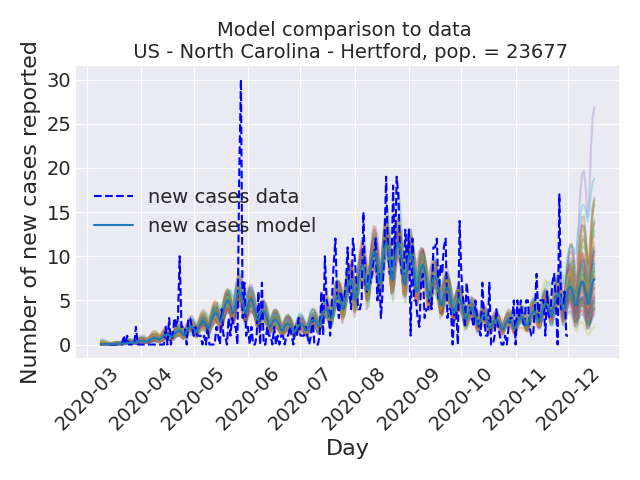 Model comparison to data
US - North Carolina - Hertford, pop. = 23677
Number of new cases reported
30
25
20
15
10
5
0
new cases data
new cases model
2020-03
2020-04
2020-05
2020-06
2020-07
2020-08
2020-09
2020-10
2020-11
2020-12
Day